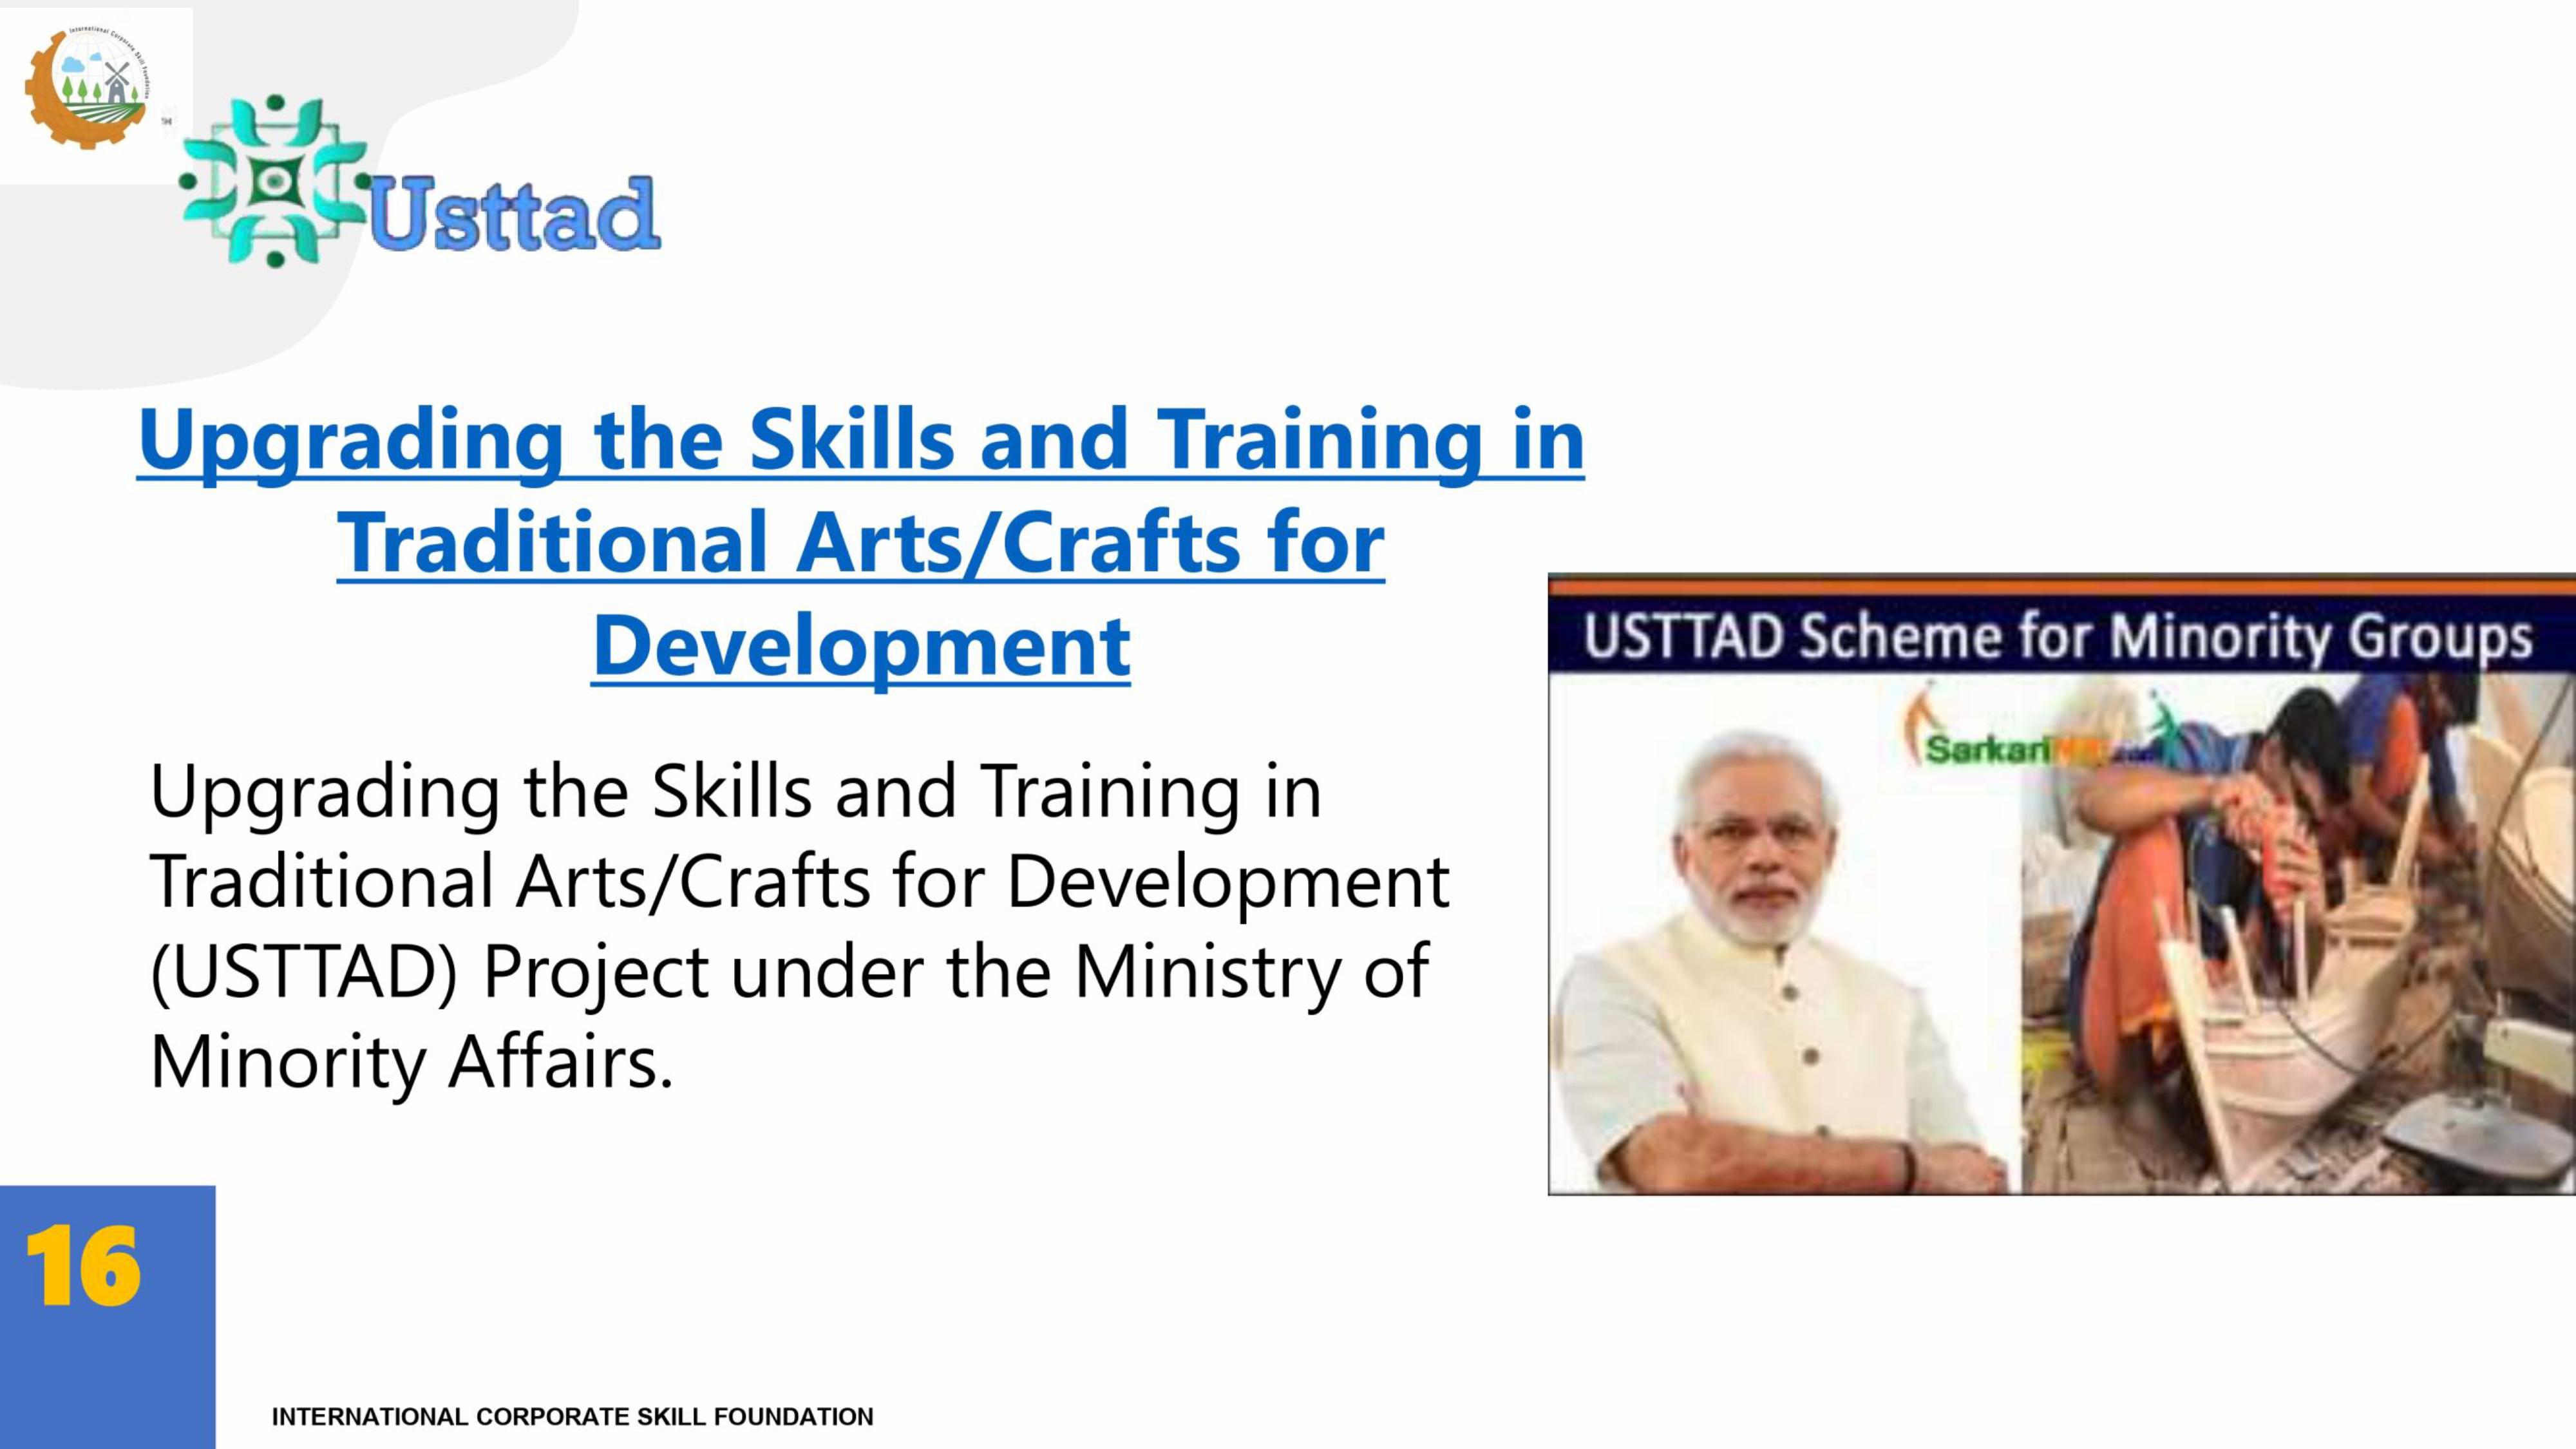 International Corporate Skill Foundation
Usttad
Upgrading the Skills and Training in
Traditional Arts/Crafts for
Development
Upgrading the Skills and Training in
Traditional Arts/Crafts for Development
(USTTAD) Project under the Ministry of
Minority Affairs.
USTTAD Scheme for Minority Groups
Sarkari
16
INTERNATIONAL CORPORATE SKILL FOUNDATION